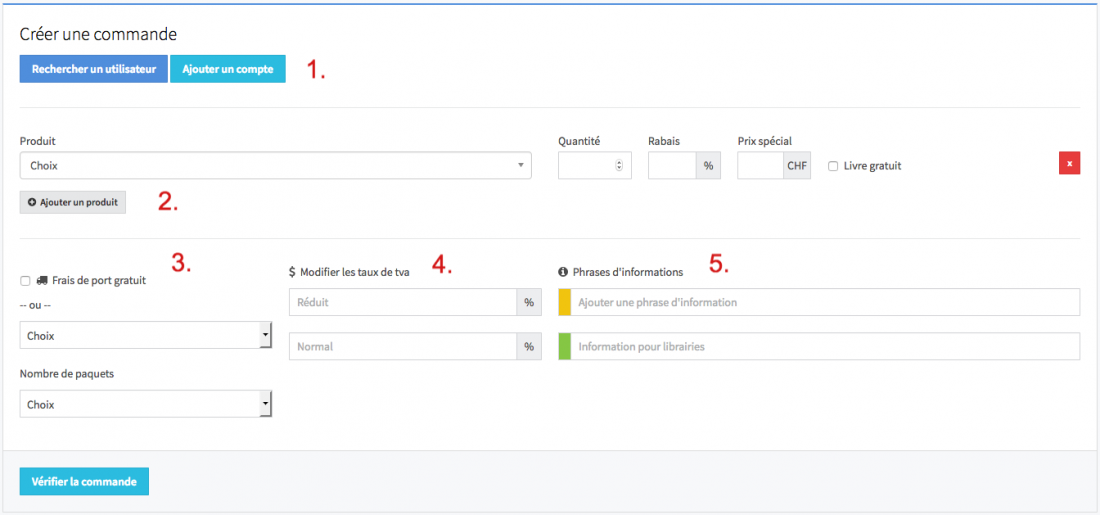 Créer une commande
Rechercher un utilisateur Ajouter un compte 1.
Produit Quantité Rabais Prix spécial
Choix % CHF Livre gratuit x
Ajouter un produit 2.
3. 4. 5.
Frais de port gratuit $ Modifier les taux de tva Phrases d'informations
-- ou -- Réduit % Ajouter une phrase d'information
Choix Normal % Information pour librairies
Nombre de paquets
Choix
Vérifier la commande